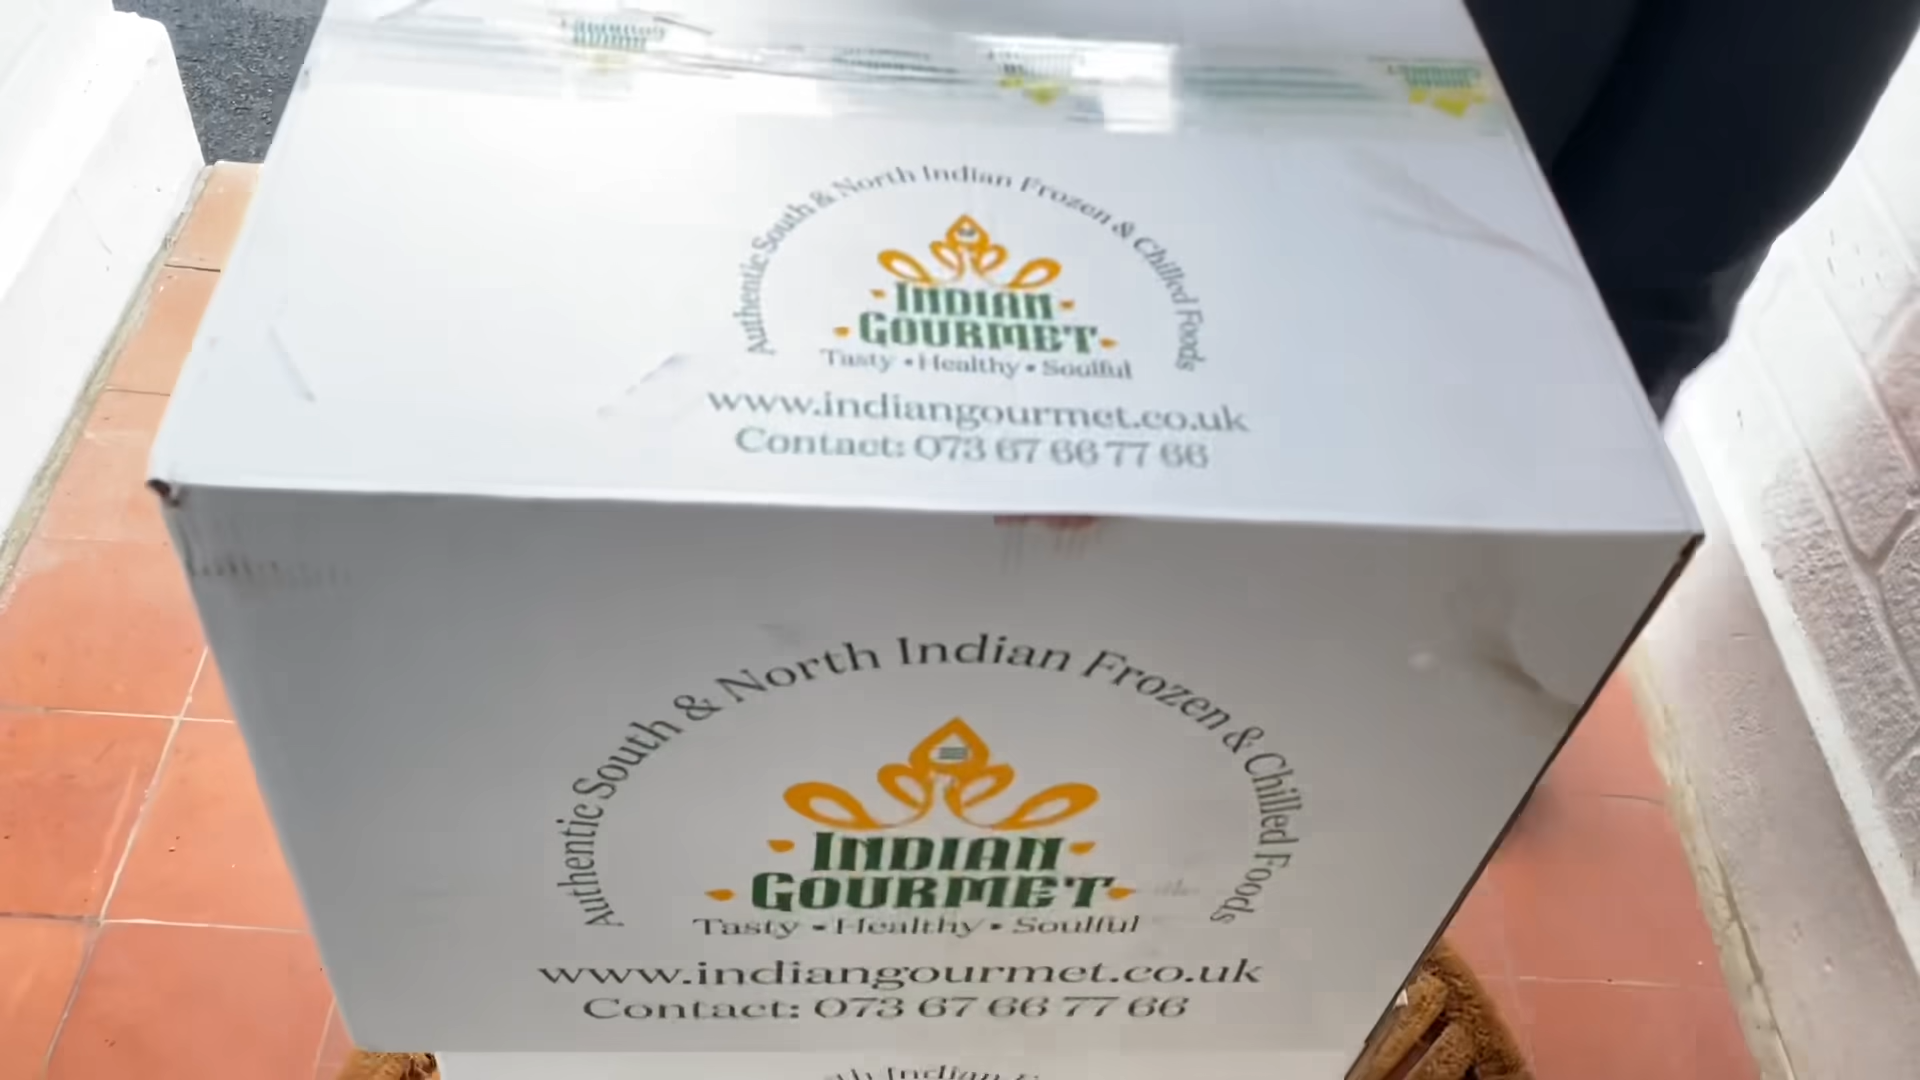 INDIAN
Authentic South & North Indian Frozen & Chilled Foods
INDIAN
GOURMET
Tasty • Healthy • Soulful
www.indiangourmet.co.uk
Contact: 073 67 66 77 66
Authentic South & North Indian Frozen & Chilled Foods
INDIAN
GOURMET
Tasty • Healthy • Soulful
www.indiangourmet.co.uk
Contact: 073 67 66 77 66
Indian